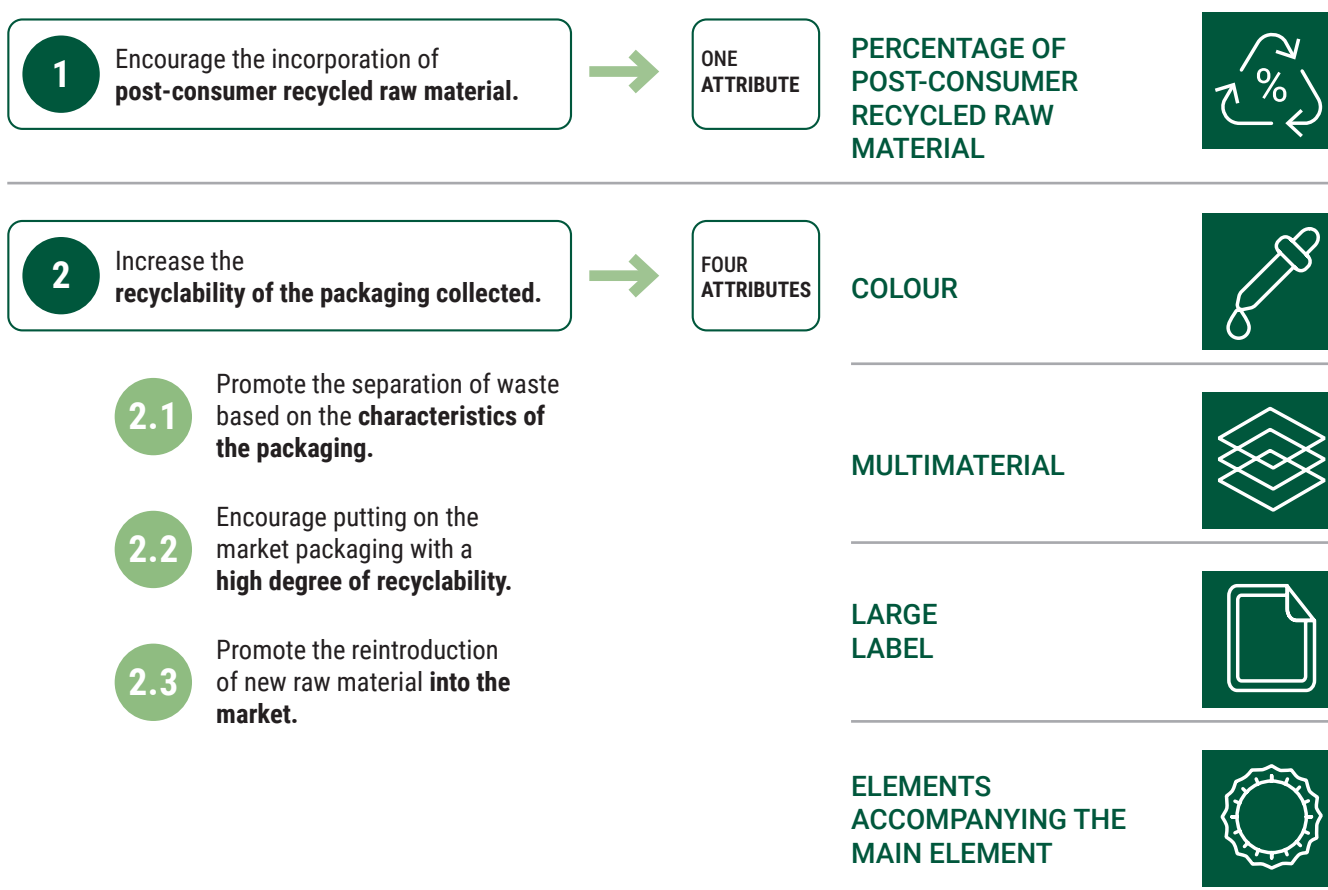 1
Encourage the incorporation of
post-consumer recycled raw material.
ONE
ATTRIBUTE
PERCENTAGE OF
POST-CONSUMER
RECYCLED RAW
MATERIAL
%
2
Increase the
recyclability of the packaging collected.
FOUR
ATTRIBUTES
COLOUR
2.1
Promote the separation of waste
based on the characteristics of
the packaging.
2.2
Encourage putting on the
market packaging with a
high degree of recyclability.
2.3
Promote the reintroduction
of new raw material into the
market.
MULTIMATERIAL
LARGE
LABEL
ELEMENTS
ACCOMPANYING THE
MAIN ELEMENT